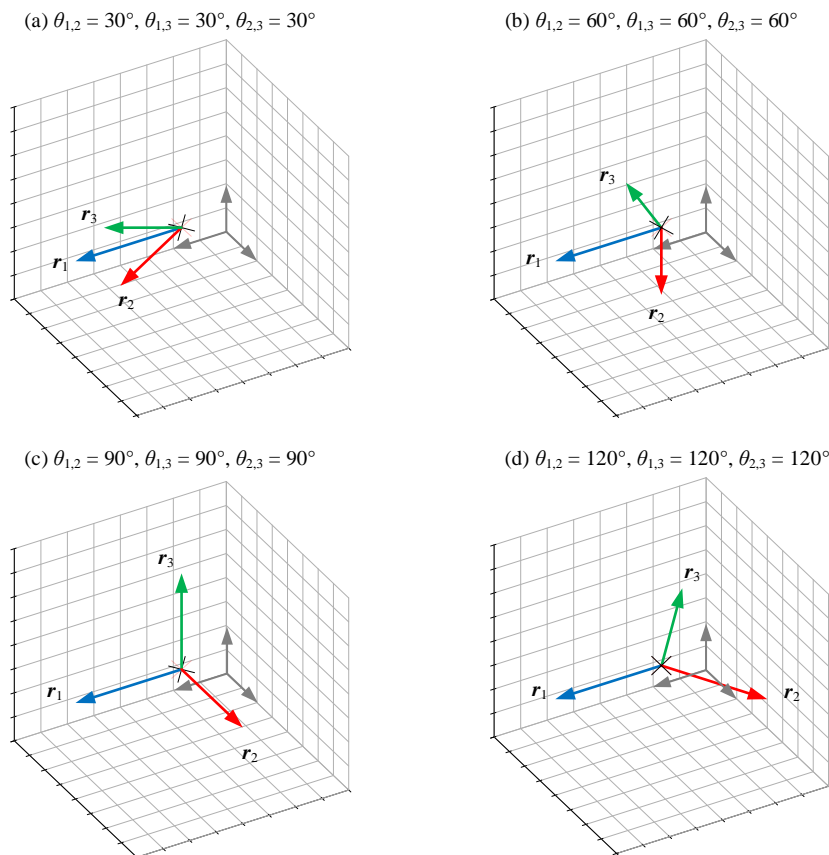 (a) θ1,2 = 30°, θ1,3 = 30°, θ2,3 = 30°
r3
r1
r2
(b) θ1,2 = 60°, θ1,3 = 60°, θ2,3 = 60°
r3
r1
r2
(c) θ1,2 = 90°, θ1,3 = 90°, θ2,3 = 90°
r3
r1
r2
(d) θ1,2 = 120°, θ1,3 = 120°, θ2,3 = 120°
r3
r1
r2